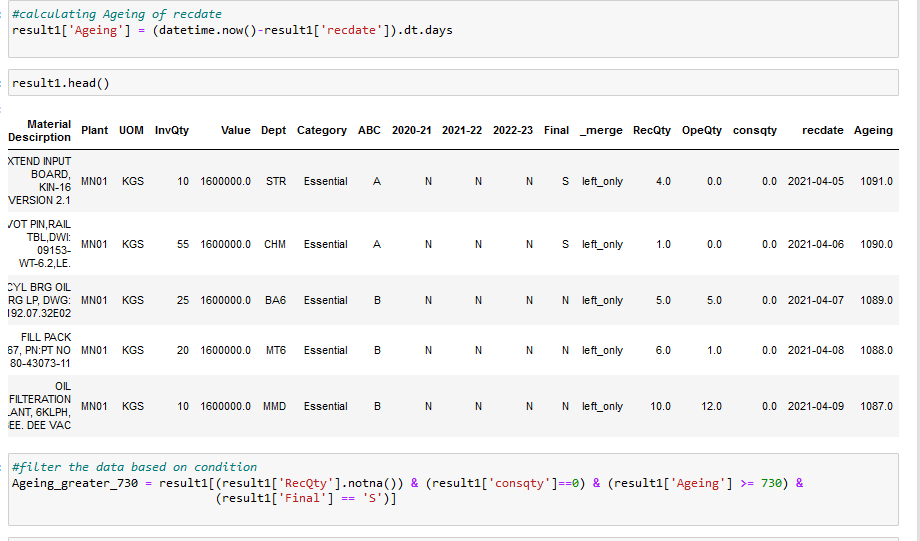 #calculating Ageing of recdate
result1['Ageing'] = (datetime.now()-result1['recdate']).dt.days
result1.head()
Material Descirption Plant UOM InvQty Value Dept Category ABC 2020-21 2021-22 2022-23 Final _merge RecQty OpeQty consqty recdate Ageing
XTEND INPUT
BOARD,
KIN-16
VERSION 2.1
MN01 KGS 10 1600000.0 STR Essential A N N N S left_only 4.0 0.0 0.0 2021-04-05 1091.0
VOT PIN,RAIL
TBL,DWI:
09153-
WT-6.2,LE.
MN01 KGS 55 1600000.0 CHM Essential A N N N S left_only 1.0 0.0 0.0 2021-04-06 1090.0
CYL BRG OIL
RG LP, DWG:
192.07.32E02
MN01 KGS 25 1600000.0 BA6 Essential B N N N N left_only 5.0 5.0 0.0 2021-04-07 1089.0
FILL PACK
67, PN:PT NO
80-43073-11
MN01 KGS 20 1600000.0 MT6 Essential B N N N N left_only 6.0 1.0 0.0 2021-04-08 1088.0
OIL
FILTERATION
LANT, 6KLPH,
EE. DEE VAC
MN01 KGS 10 1600000.0 MMD Essential B N N N N left_only 10.0 12.0 0.0 2021-04-09 1087.0
#filter the data based on condition
Ageing_greater_730 = result1[(result1['RecQty'].notna()) & (result1['consqty']==0) & (result1['Ageing'] >= 730) &
(result1['Final'] == 'S')]